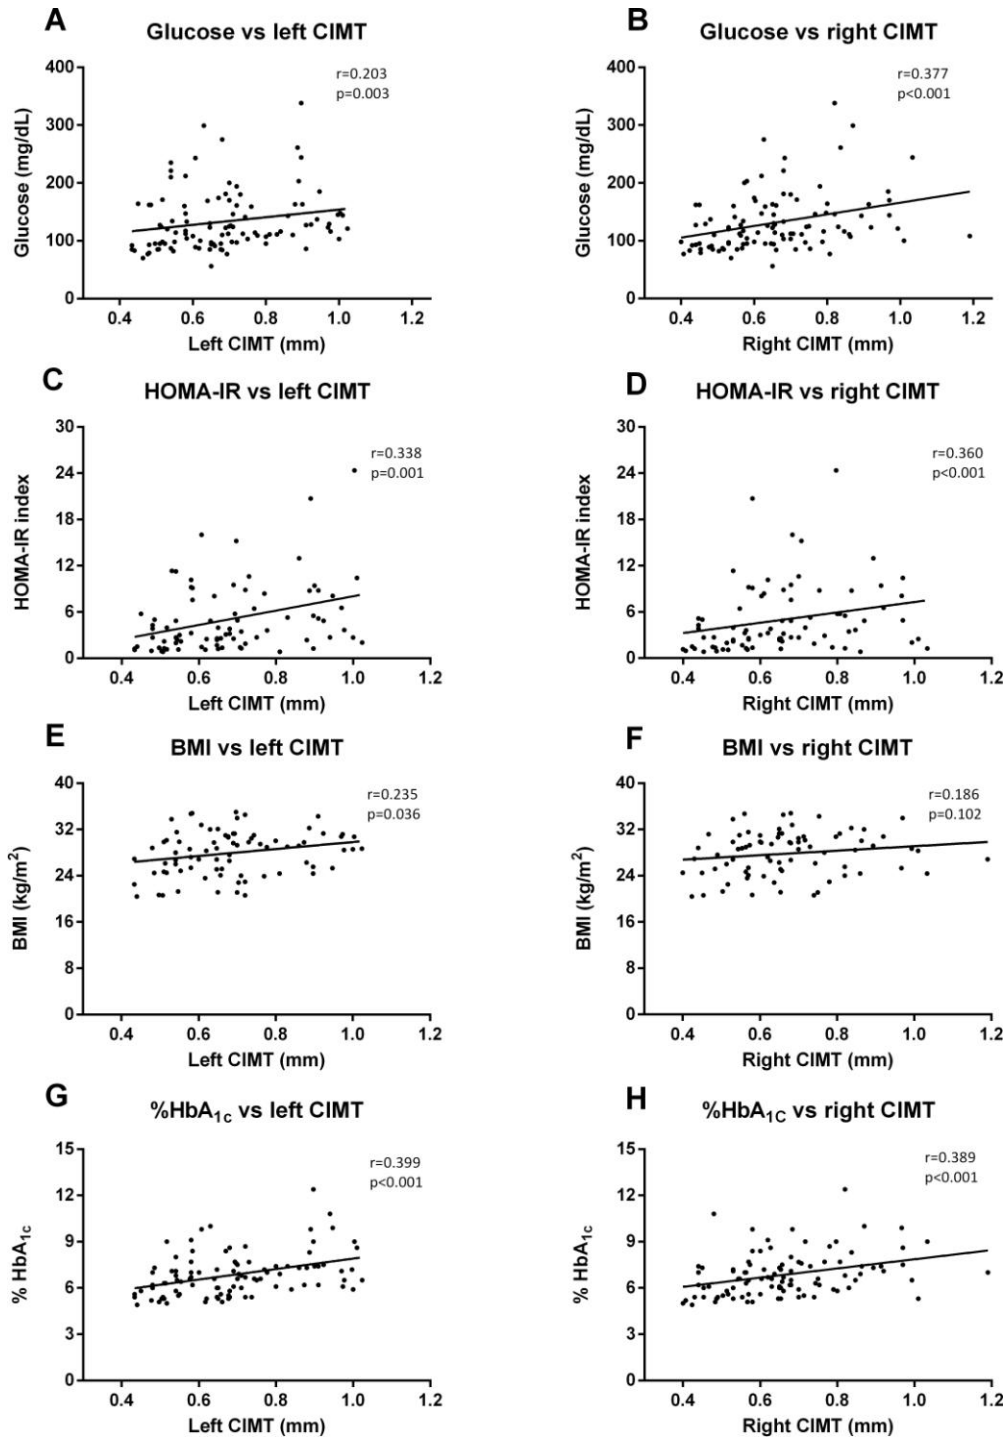 A
Glucose vs left CIMT
r=0.203
p=0.003
Glucose (mg/dL)
400
300
200
100
0
0.4 0.6 0.8 1.0 1.2
Left CIMT (mm)
B
Glucose vs right CIMT
r=0.377
p<0.001
Glucose (mg/dL)
400
300
200
100
0
0.4 0.6 0.8 1.0 1.2
Right CIMT (mm)
C
HOMA-IR vs left CIMT
r=0.338
p=0.001
HOMA-IR index
30
24
18
12
6
0
0.4 0.6 0.8 1.0 1.2
Left CIMT (mm)
D
HOMA-IR vs right CIMT
r=0.360
p<0.001
HOMA-IR index
30
24
18
12
6
0
0.4 0.6 0.8 1.0 1.2
Right CIMT (mm)
E
BMI vs left CIMT
r=0.235
p=0.036
BMI (kg/m²)
40
32
24
16
8
0
0.4 0.6 0.8 1.0 1.2
Left CIMT (mm)
F
BMI vs right CIMT
r=0.186
p=0.102
BMI (kg/m²)
40
32
24
16
8
0
0.4 0.6 0.8 1.0 1.2
Right CIMT (mm)
G
%HbA1c vs left CIMT
r=0.399
p<0.001
% HbA1c
15
12
9
6
3
0
0.4 0.6 0.8 1.0 1.2
Left CIMT (mm)
H
%HbA1C vs right CIMT
r=0.389
p<0.001
% HbA1c
15
12
9
6
3
0
0.4 0.6 0.8 1.0 1.2
Right CIMT (mm)